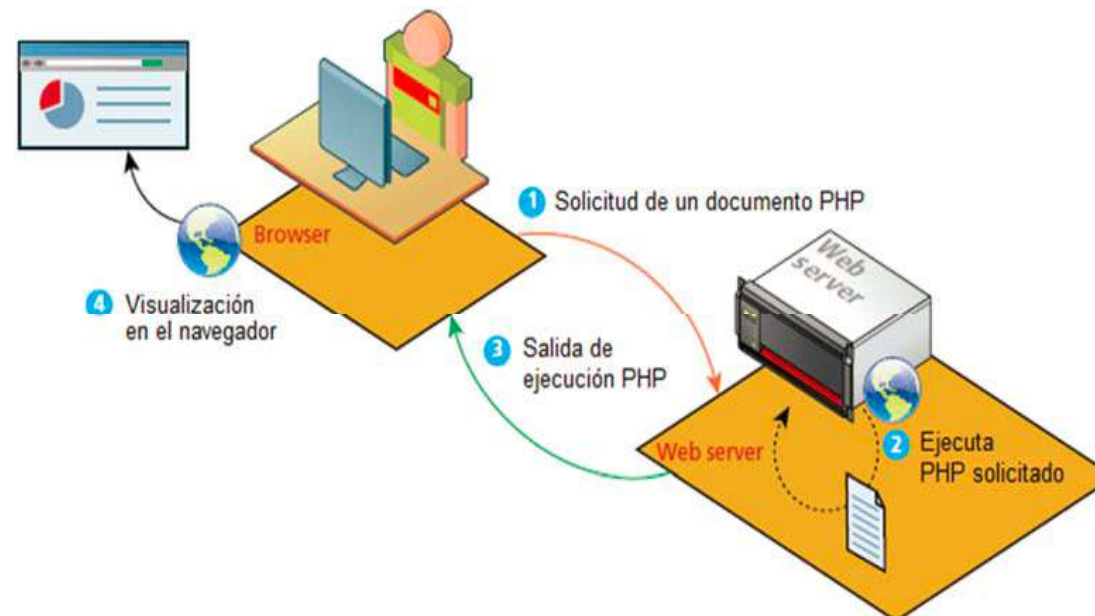 Browser
1 Solicitud de un documento PHP
Web
server
4 Visualización
en el navegador
3 Salida de
ejecución PHP
Web server
2 Ejecuta
PHP solicitado